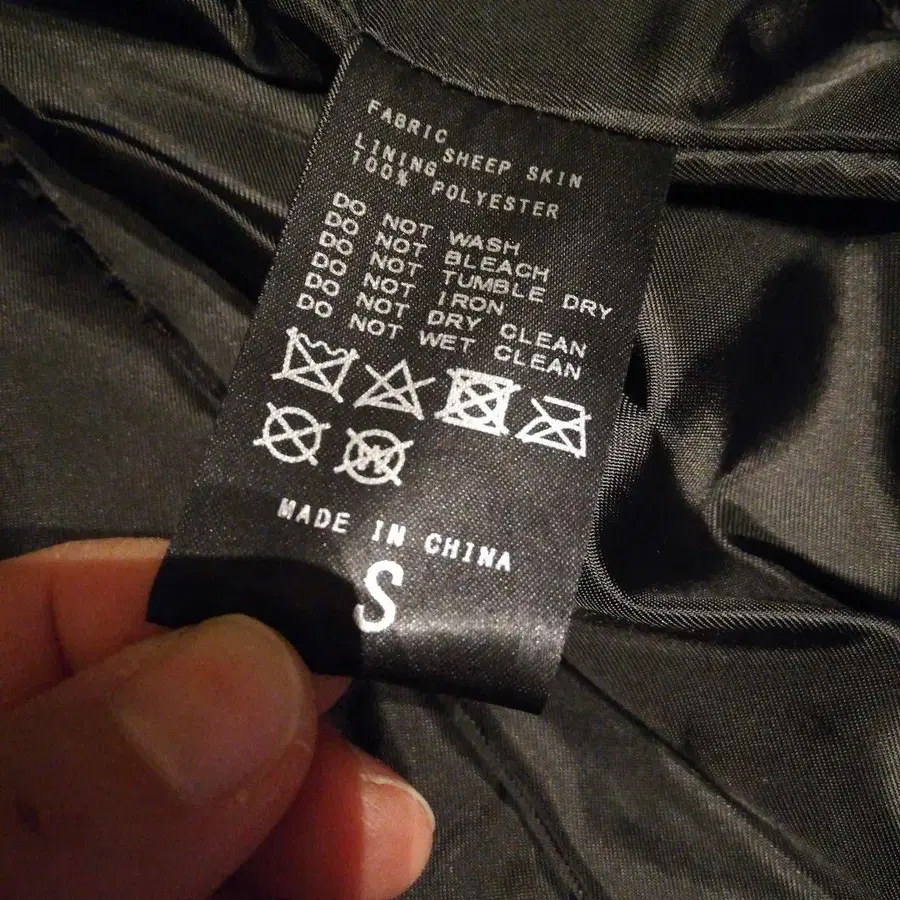 FABRIC
SHEEP SKIN
LINING
100% POLYESTER
DO NOT WASH
DO NOT BLEACH
DO NOT TUMBLE DRY
DO NOT IRON
DO NOT DRY CLEAN
DO NOT WET CLEAN
W
MADE IN CHINA
S